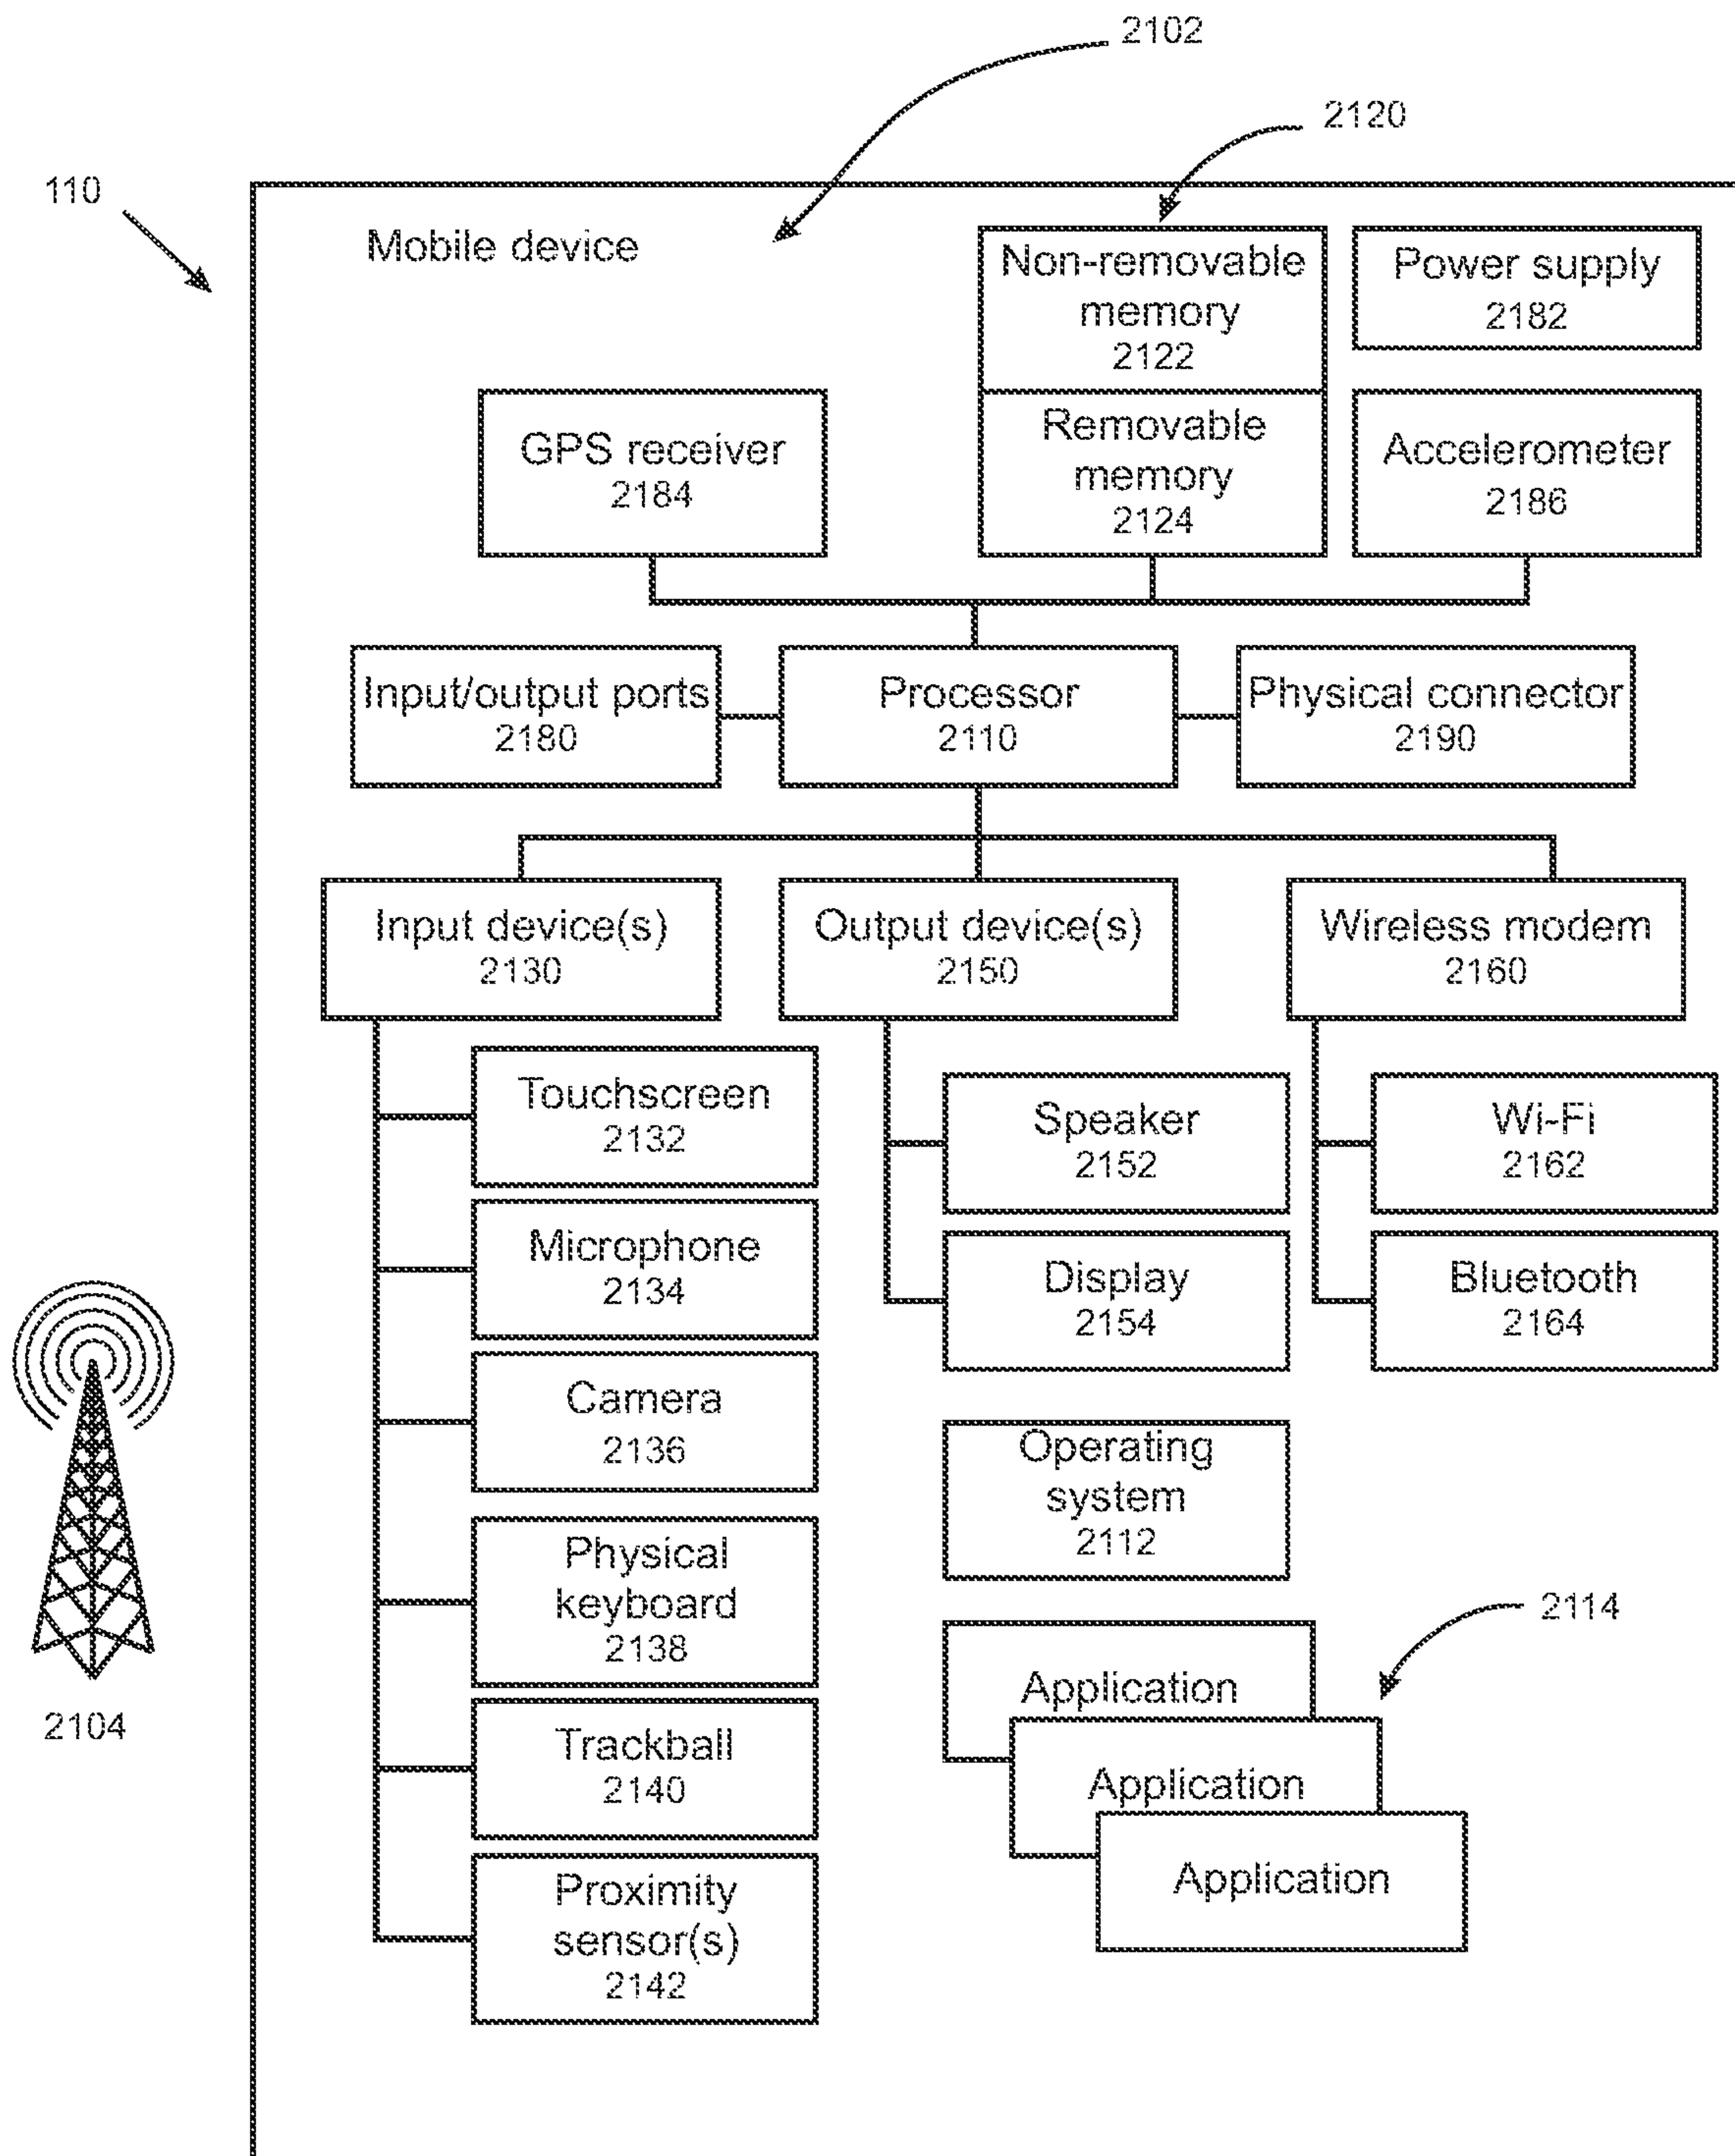 2102
2120
110
Mobile device
Non-removable
memory
2122
Power supply
2182
GPS receiver
2184
Removable
memory
2124
Accelerometer
2186
Input/output ports
2180
Processor
2110
Physical connector
2190
Input device(s)
2130
Output device(s)
2150
Wireless modem
2160
Touchscreen
2132
Speaker
2152
Wi-Fi
2162
Microphone
2134
Display
2154
Bluetooth
2164
Camera
2136
Operating
system
2112
Physical
keyboard
2138
2114
2104
Application
Trackball
2140
Application
Application
Proximity
sensor(s)
2142